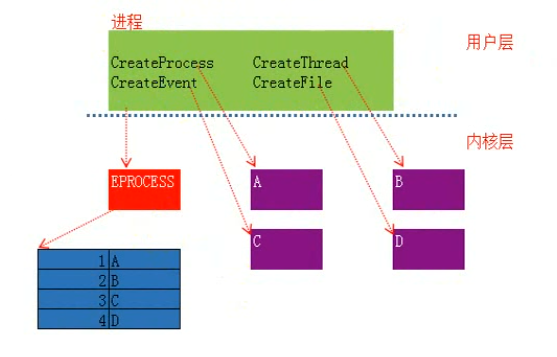 进程
用户层
CreateProcess CreateThread
CreateEvent CreateFile
内核层
EPROCESS
A
B
C
D
1 A
2 B
3 C
4 D